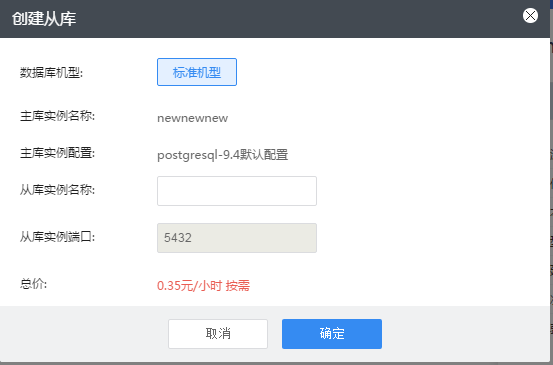 创建从库
数据库机型: 标准机型
主库实例名称: newnewnew
主库实例配置: postgresql-9.4默认配置
从库实例名称:
从库实例端口: 5432
总价: 0.35元/小时 按需
取消 确定